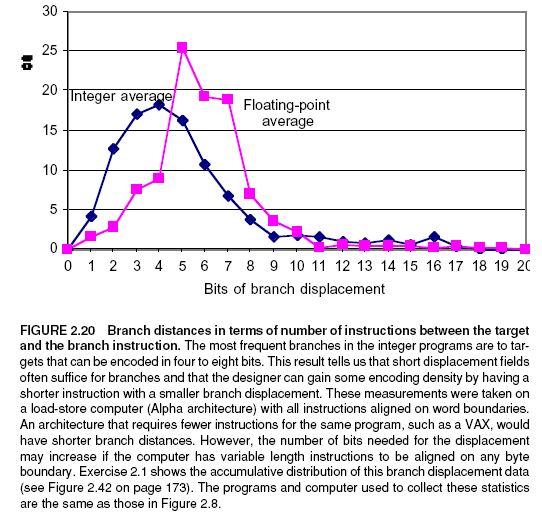 30
25
20
15
10
5
0
Integer average
Floating-point
average
0 1 2 3 4 5 6 7 8 9 10 11 12 13 14 15 16 17 18 19 20
Bits of branch displacement
FIGURE 2.20 Branch distances in terms of number of instructions between the target
and the branch instruction. The most frequent branches in the integer programs are to tar-
gets that can be encoded in four to eight bits. This result tells us that short displacement fields
often suffice for branches and that the designer can gain some encoding density by having a
shorter instruction with a smaller branch displacement. These measurements were taken on
a load-store computer (Alpha architecture) with all instructions aligned on word boundaries.
An architecture that requires fewer instructions for the same program, such as a VAX, would
have shorter branch distances. However, the number of bits needed for the displacement
may increase if the computer has variable length instructions to be aligned on any byte
boundary. Exercise 2.1 shows the accumulative distribution of this branch displacement data
(see Figure 2.42 on page 173). The programs and computer used to collect these statistics
are the same as those in Figure 2.8.